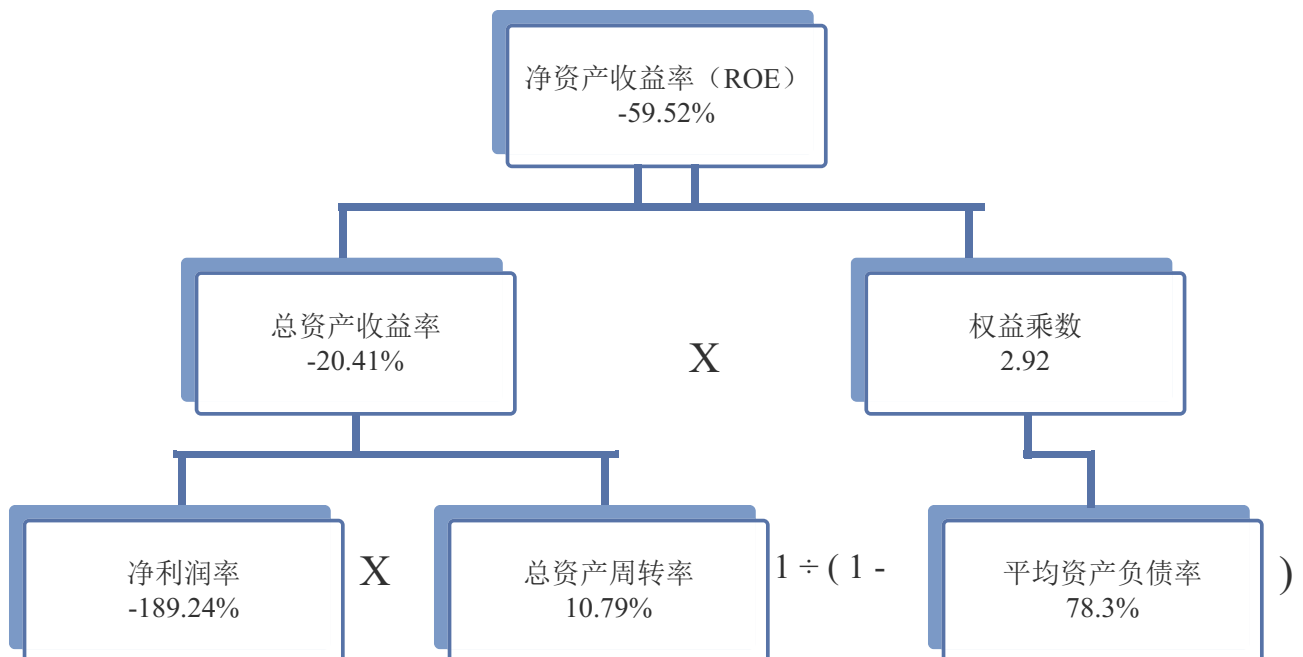 净资产收益率（ROE）
-59.52%
总资产收益率
-20.41%
X
权益乘数
2.92
净利润率
-189.24%
X
总资产周转率
10.79%
1 ÷ ( 1 -
平均资产负债率
78.3%
)